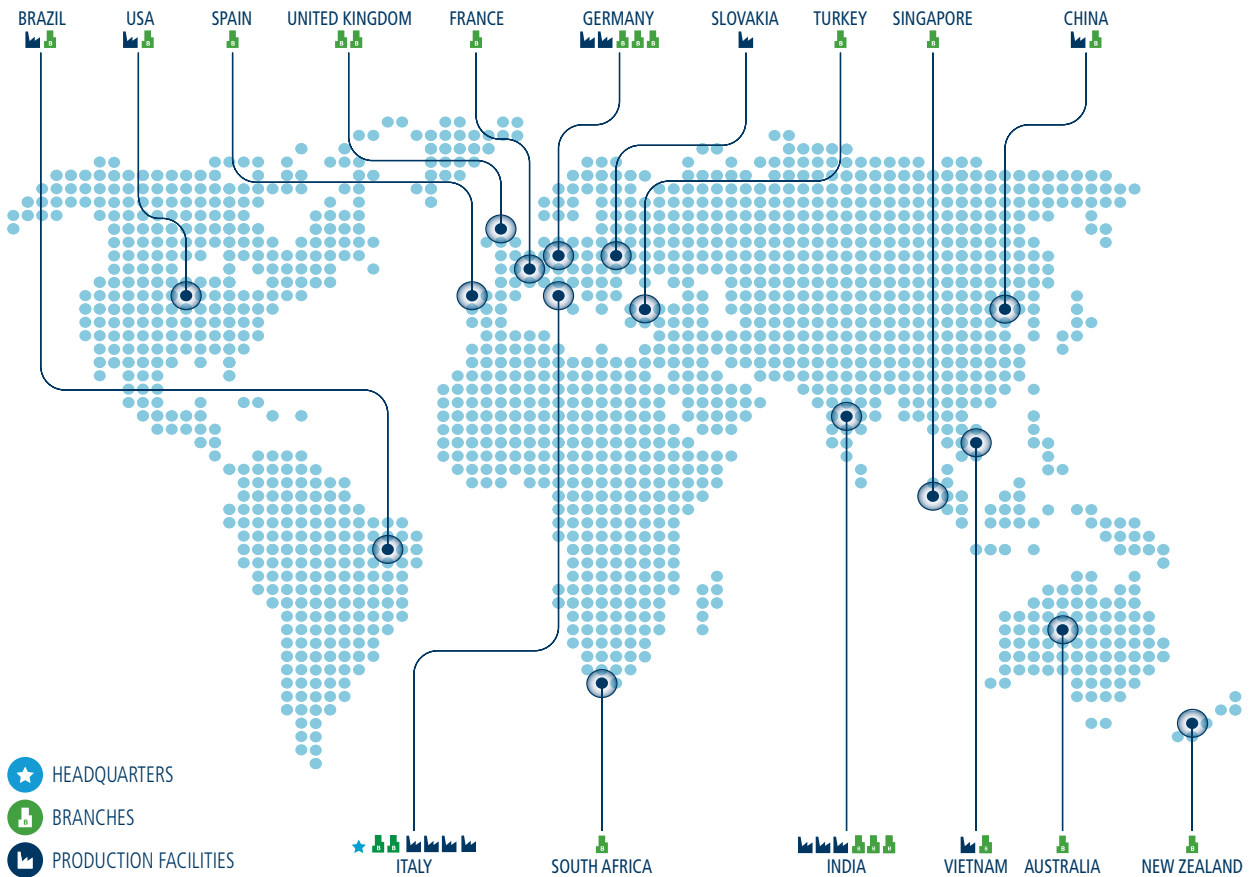 BRAZIL
USA
SPAIN
UNITED KINGDOM
FRANCE
GERMANY
SLOVAKIA
TURKEY
SINGAPORE
CHINA
HEADQUARTERS
BRANCHES
PRODUCTION FACILITIES
ITALY
SOUTH AFRICA
INDIA
VIETNAM
AUSTRALIA
NEW ZEALAND